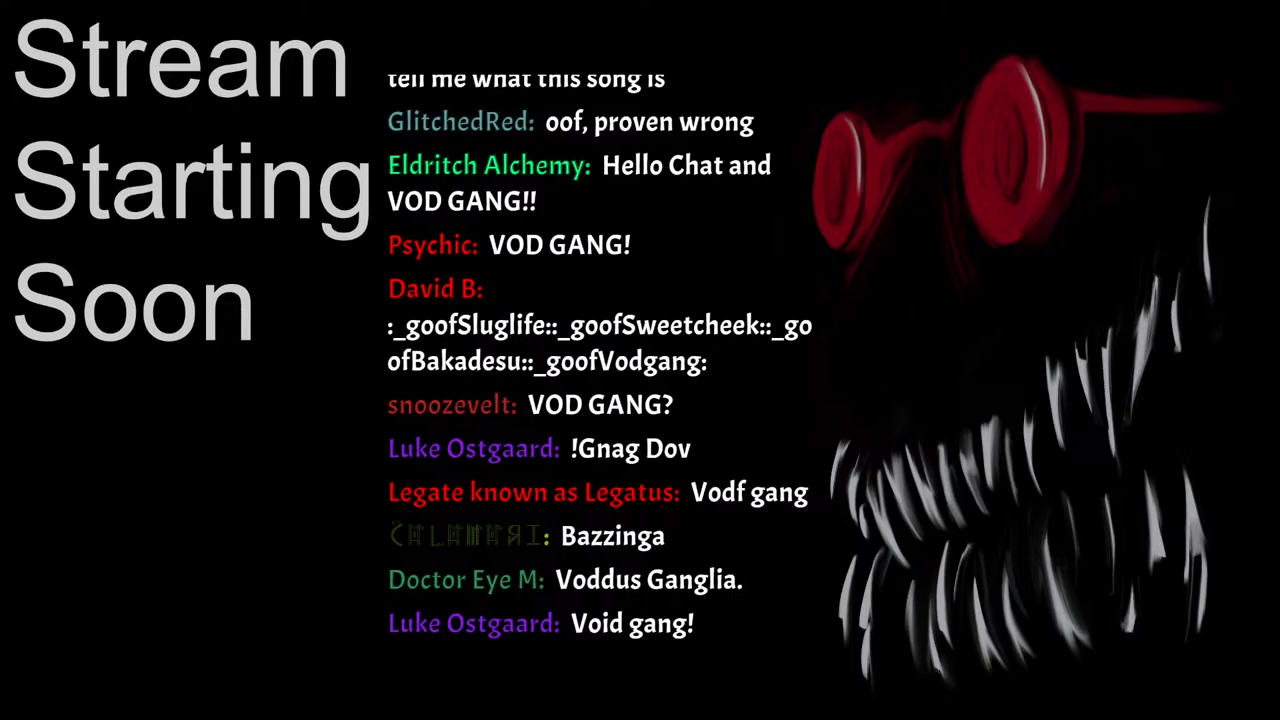 Stream
Starting
Soon
tell me what this song is
GlitchedRed: oof, proven wrong
Eldritch Alchemy: Hello Chat and
VOD GANG!!
Psychic: VOD GANG!
David B:
:_goofSluglife::_goofSweetcheek::_go
ofBakadesu::_goofVodgang:
snoozevelt: VOD GANG?
Luke Ostgaard: !Gnag Dov
Legate known as Legatus: Vodf gang
: Bazzinga
Doctor Eye M: Voddus Ganglia.
Luke Ostgaard: Void gang!